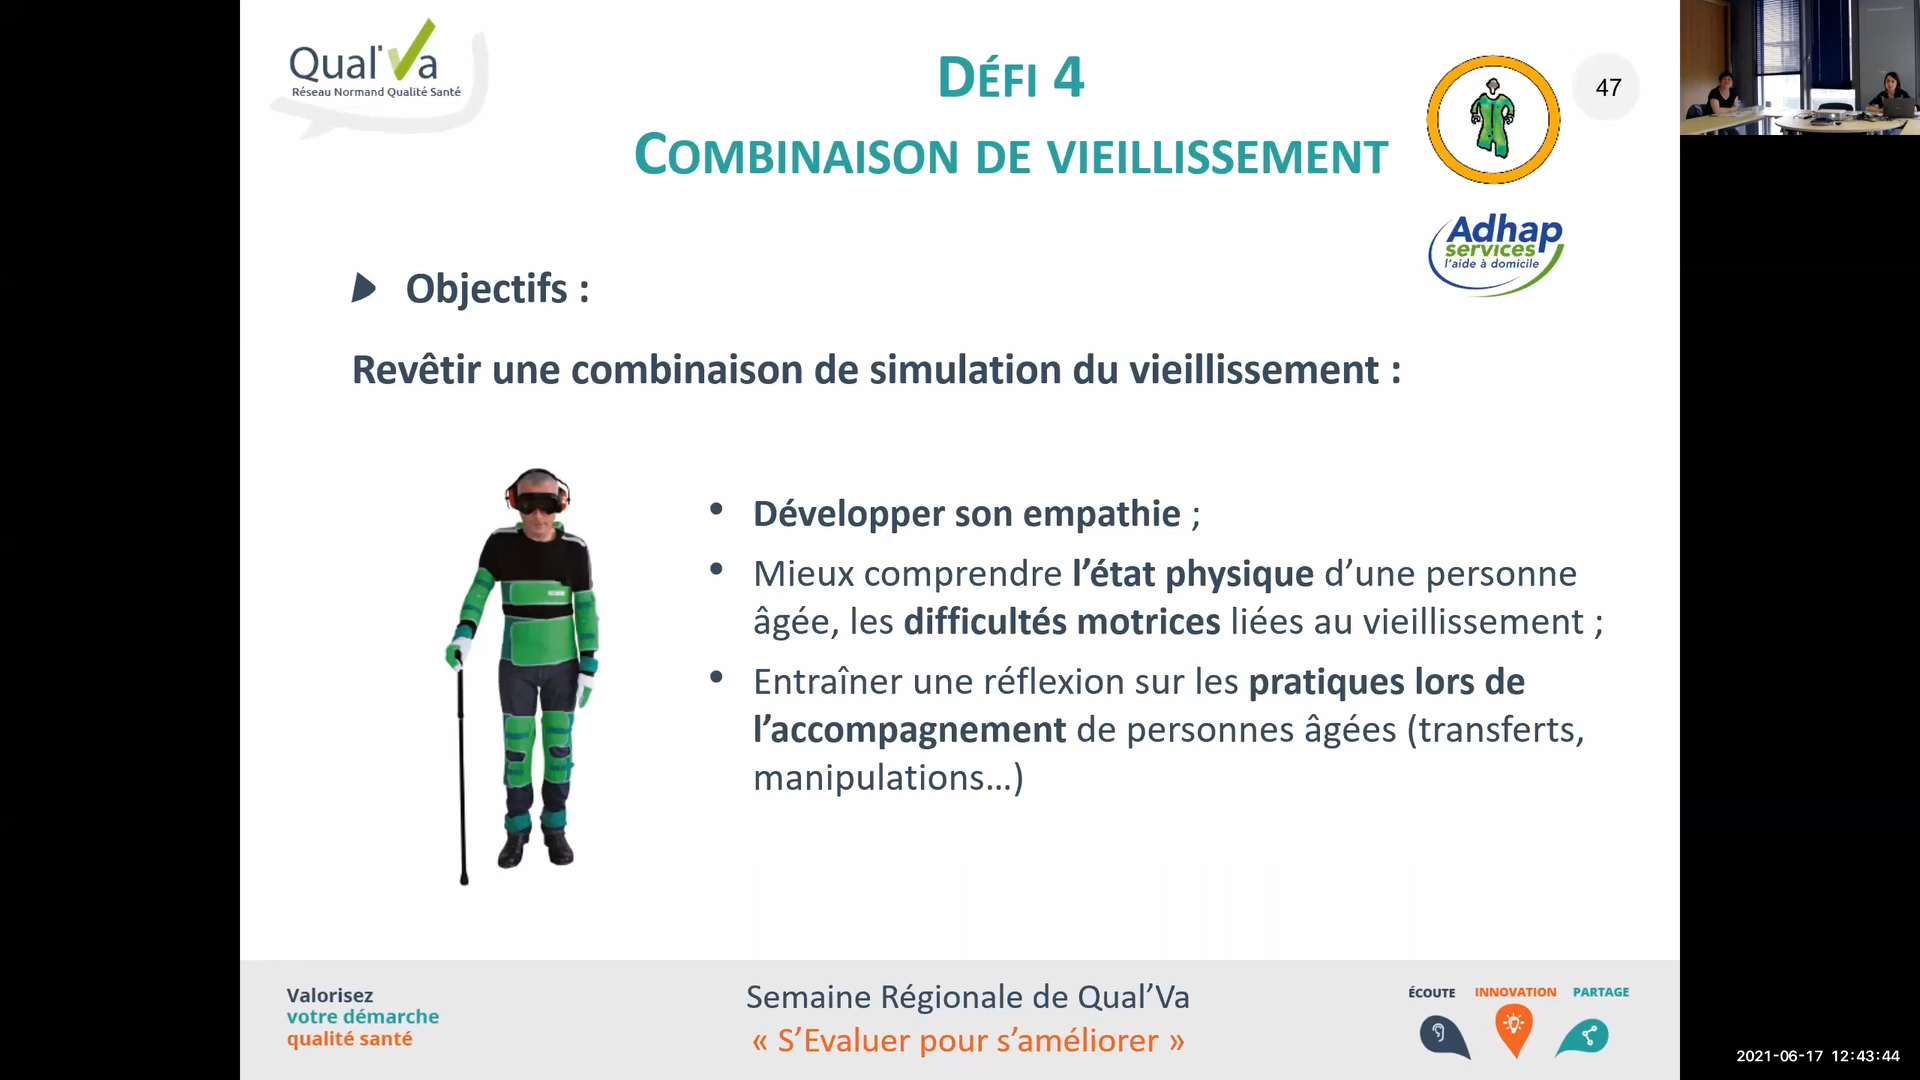 Qual'Va
Réseau Normand Qualité Santé
DÉFI 4
COMBINAISON DE VIEILLISSEMENT
47
Adhap
services
l'aide à domicile
Objectifs :
Revêtir une combinaison de simulation du vieillissement :
• Développer son empathie ;
• Mieux comprendre l’état physique d’une personne
âgée, les difficultés motrices liées au vieillissement ;
• Entraîner une réflexion sur les pratiques lors de
l’accompagnement de personnes âgées (transferts,
manipulations…)
Valorisez
votre démarche
qualité santé
Semaine Régionale de Qual’Va
« S’Evaluer pour s’améliorer »
ÉCOUTE INNOVATION PARTAGE
2021-06-17 12:43:44